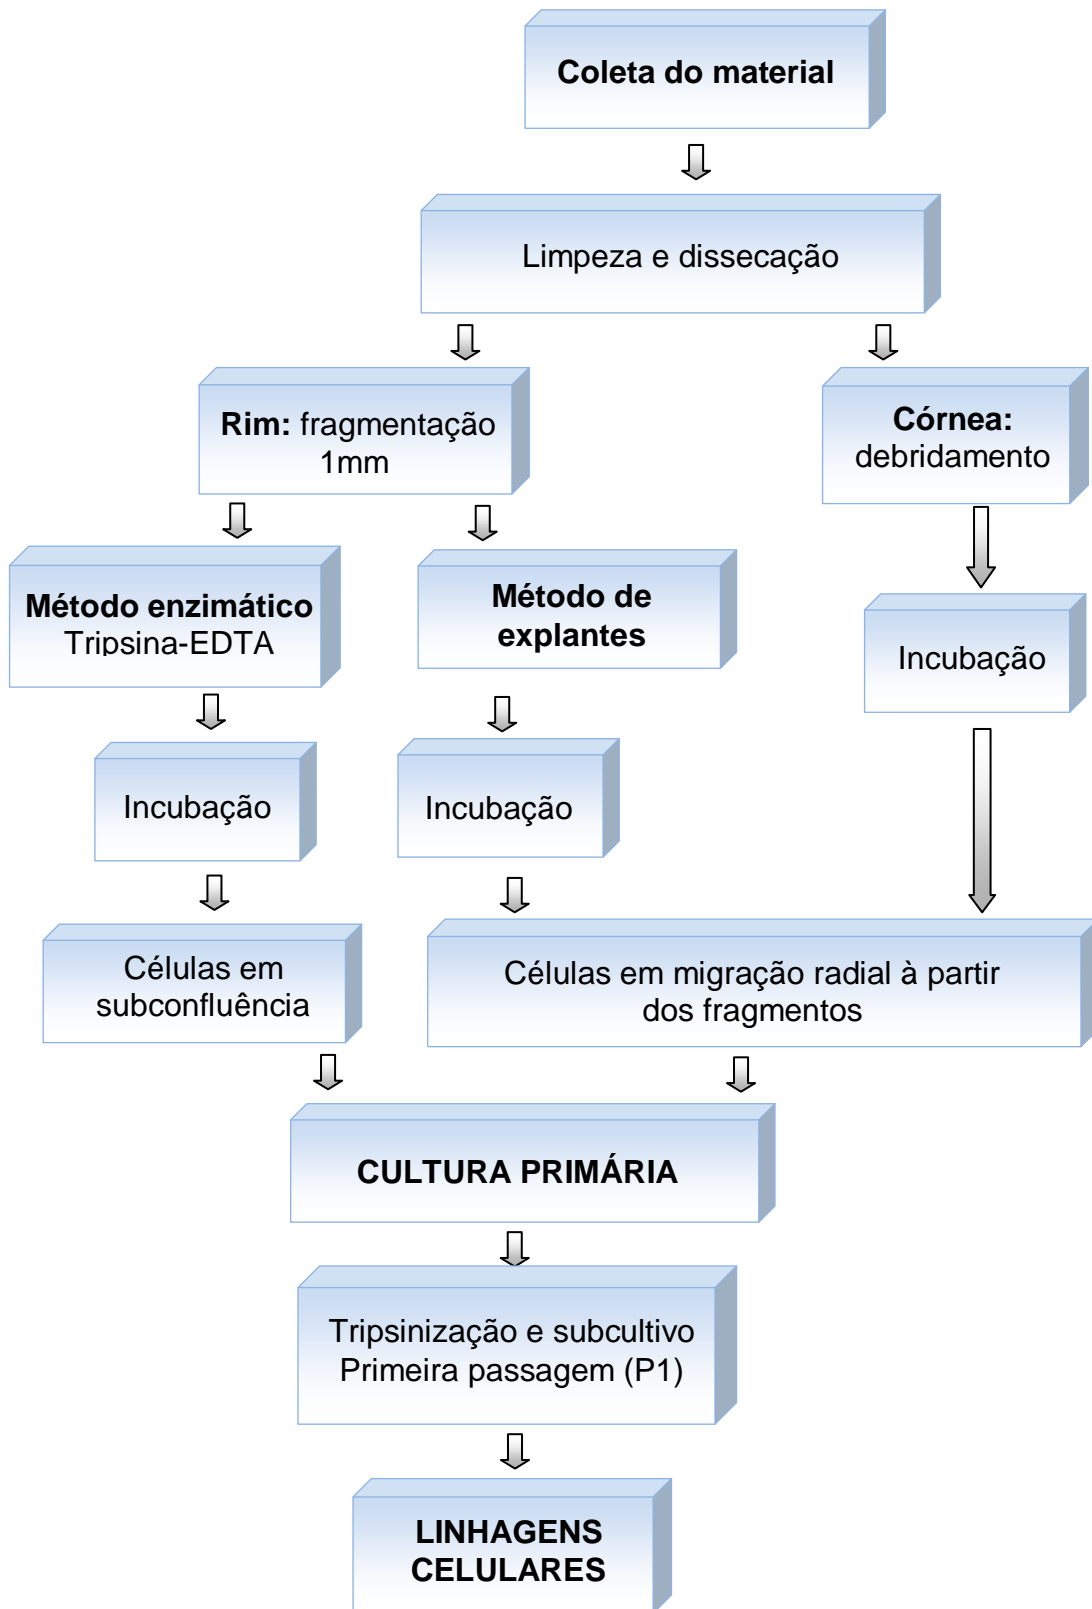 Coleta do material
Limpeza e dissecação
Rim: fragmentação
1mm
Córnea:
debridamento
Método enzimático
Tripsina-EDTA
Método de
explantes
Incubação
Incubação
Incubação
Células em
subconfluência
Células em migração radial à partir
dos fragmentos
CULTURA PRIMÁRIA
Tripsinização e subcultivo
Primeira passagem (P1)
LINHAGENS
CELULARES